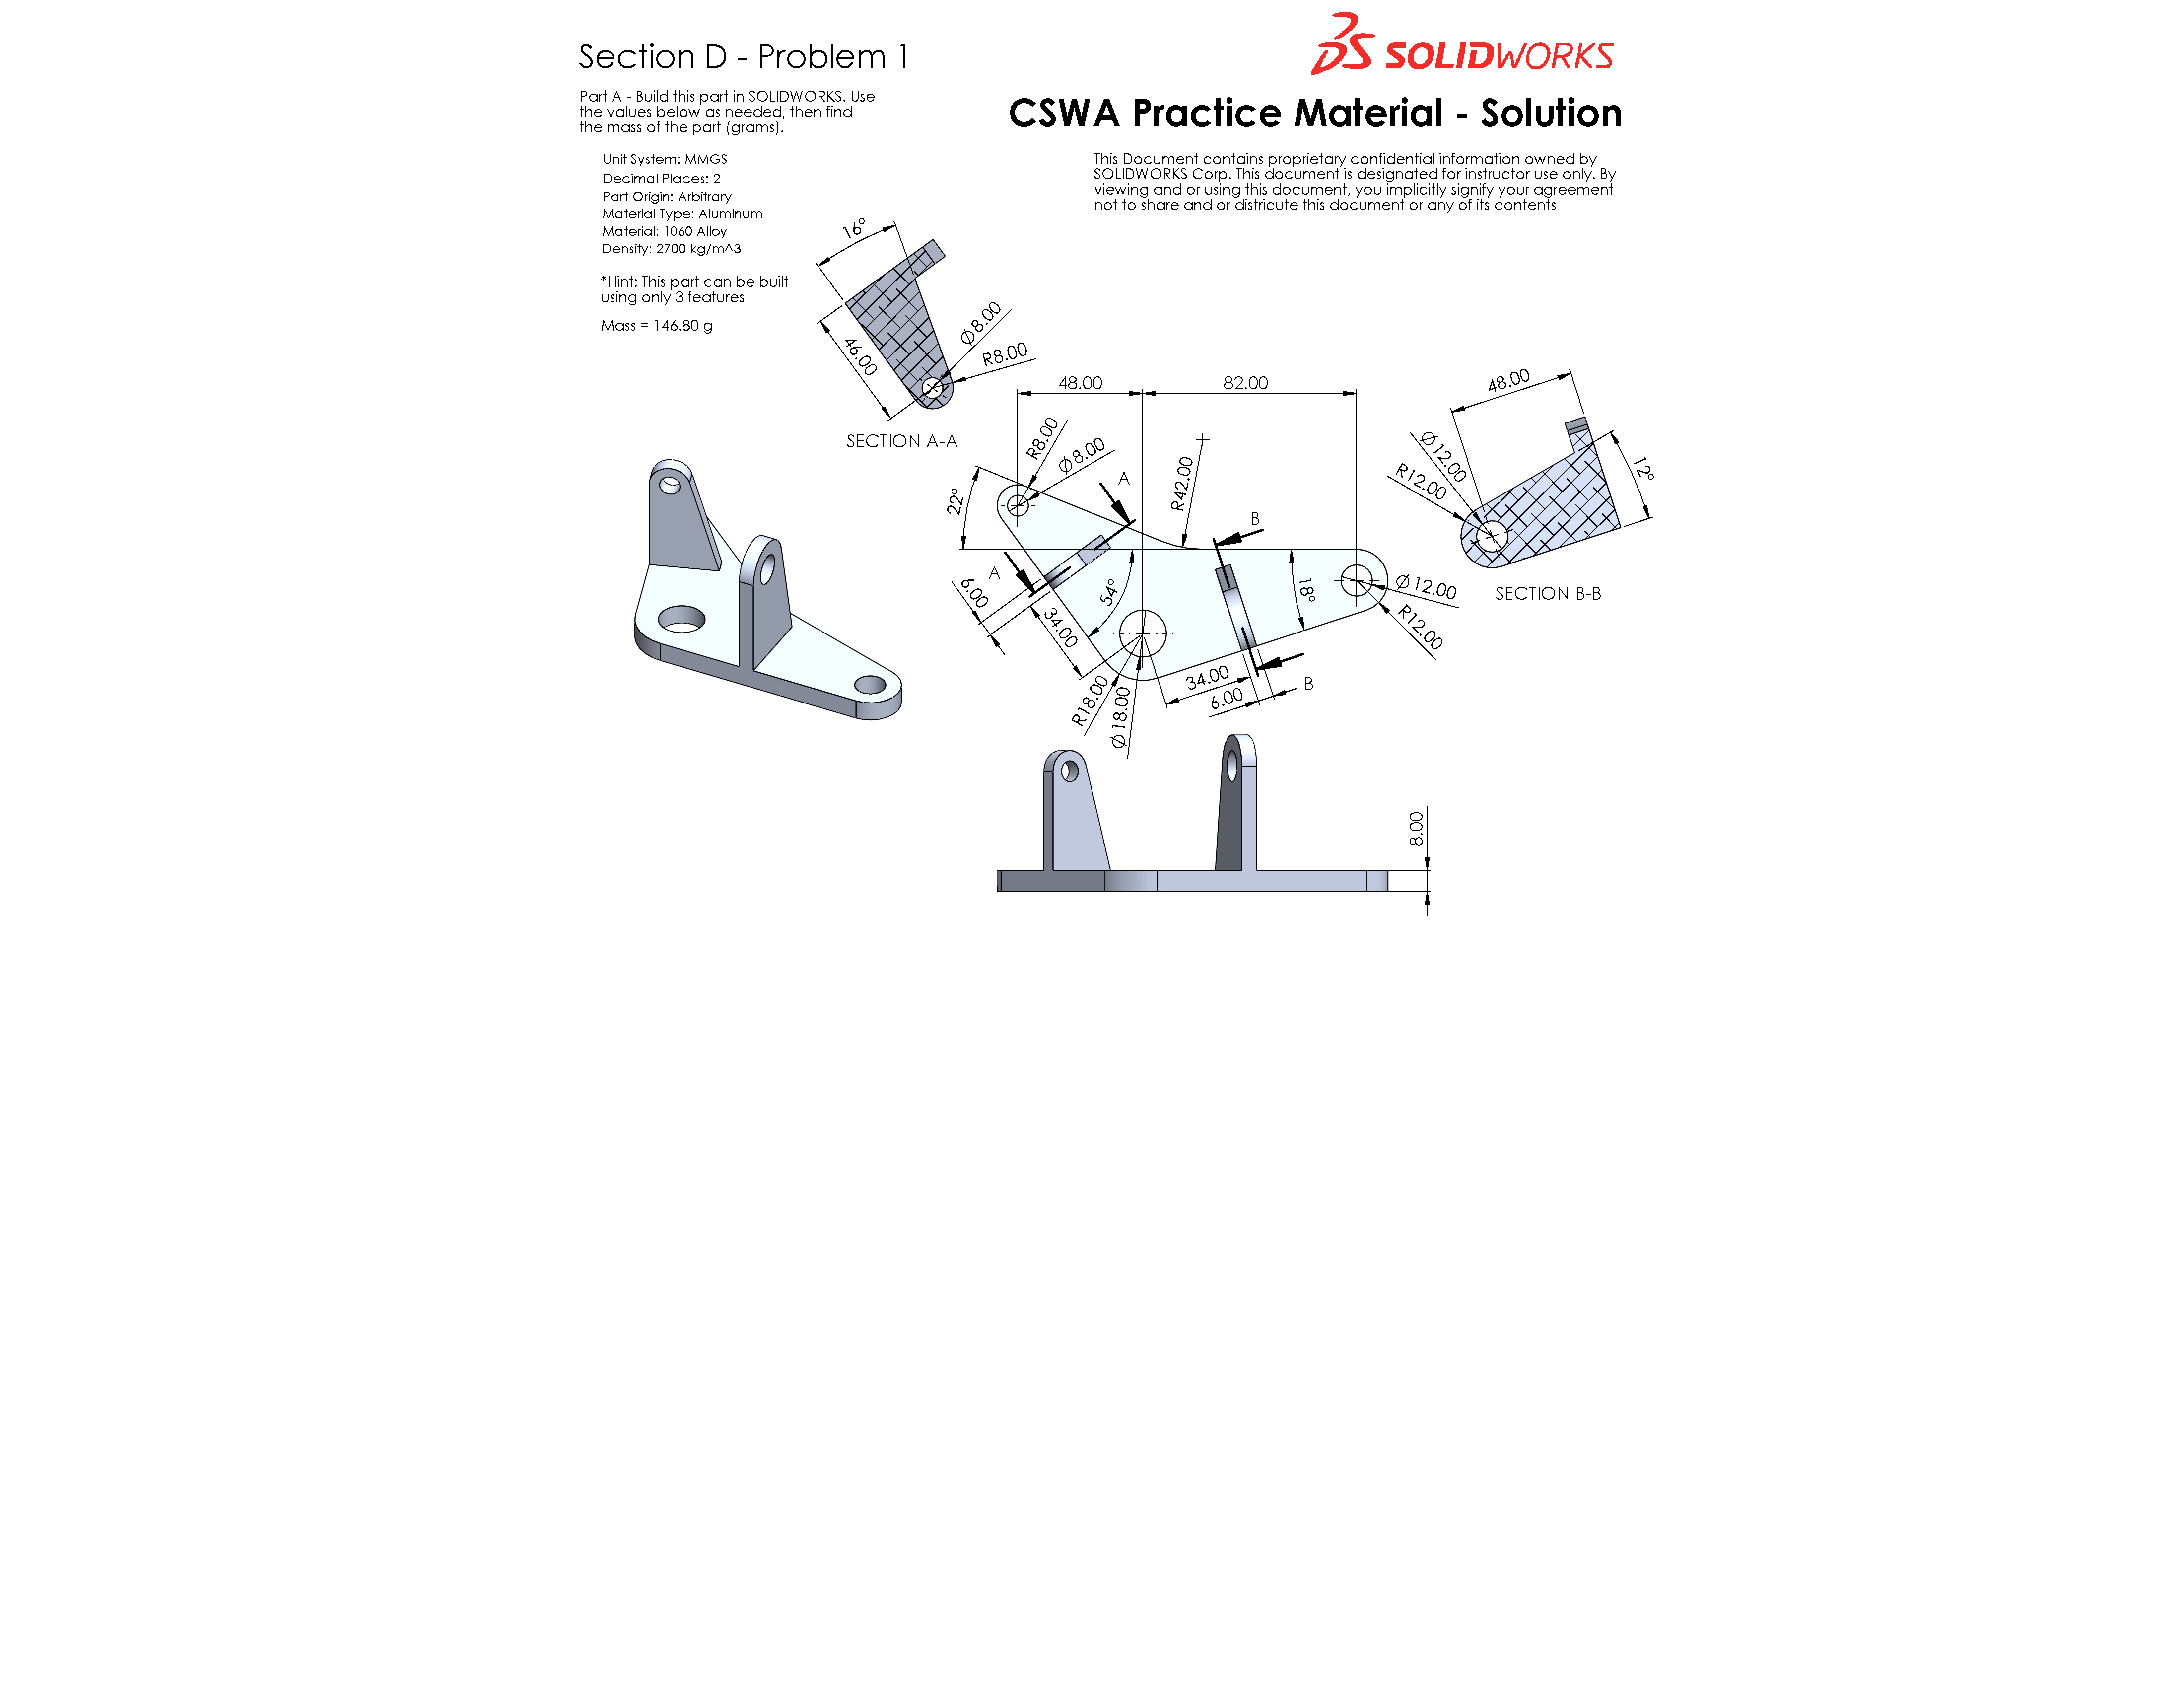 Section D - Problem 1
SOLIDWORKS
CSWA Practice Material - Solution
Part A - Build this part in SOLIDWORKS. Use
the values below as needed, then find
the mass of the part (grams).
This Document contains proprietary confidential information owned by
SOLIDWORKS Corp. This document is designated for instructor use only. By
viewing and or using this document, you implicitly signify your agreement
not to share and or districute this document or any of its contents
Unit System: MMGS
Decimal Places: 2
Part Origin: Arbitrary
Material Type: Aluminum
Material: 1060 Alloy
Density: 2700 kg/m^3
*Hint: This part can be built
using only 3 features
Mass = 146.80 g
16°
46.00
Ø8.00
R8.00
SECTION A-A
48.00
82.00
R8.00
Ø8.00
R42.00
22°
A
A
B
B
6.00
34.00
54°
18°
Ø12.00
R12.00
R18.00
Ø18.00
34.00
6.00
48.00
Ø12.00
R12.00
12°
SECTION B-B
8.00